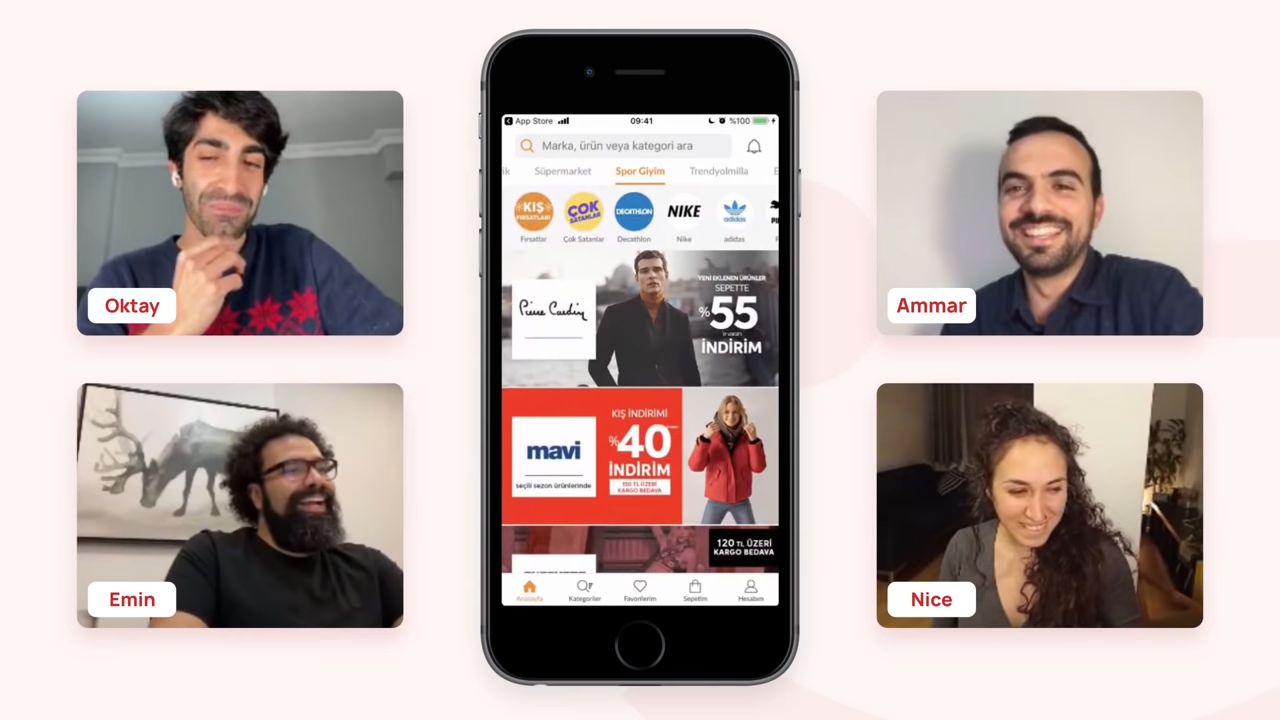 Oktay
Emin
App Store
09:41
%100
Marka, ürün veya kategori ara
Süpermarket
Spor Giyim
Trendyolmilla
KIŞ
FIRSATLARI
ÇOK
SATANLAR
DECATHLON
NIKE
adidas
Fırsatlar
Çok Satanlar
Decathlon
Nike
adidas
Pierre Cardin
YENİ EKLENEN ÜRÜNLER
SEPETTE
%55
İNDİRİM
mavi
seçili sezon ürünlerinde
KIŞ İNDİRİMİ
%40
İNDİRİM
100 TL ÜZERİ
KARGO BEDAVA
120 TL ÜZERİ
KARGO BEDAVA
Anasayfa
Kategoriler
Favorilerim
Sepetim
Hesabım
Ammar
Nice